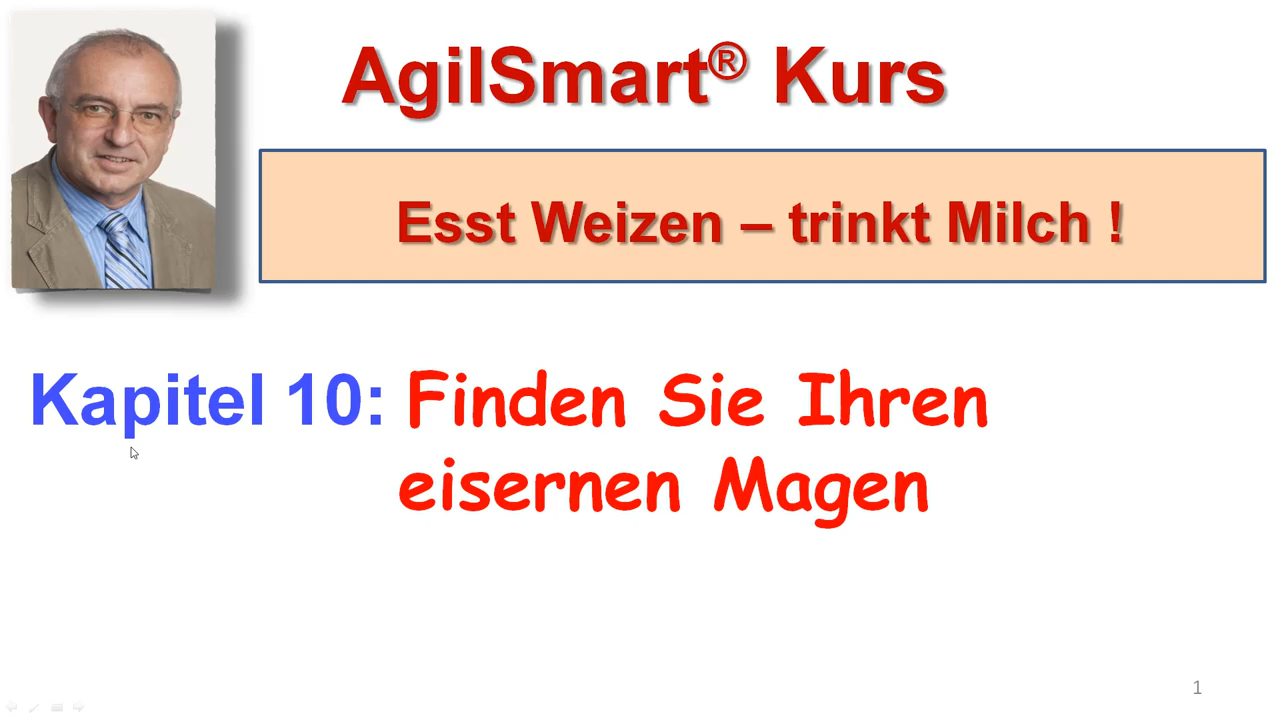 AgilSmart® Kurs
Esst Weizen – trinkt Milch !
Kapitel 10: Finden Sie Ihren
eisernen Magen
1